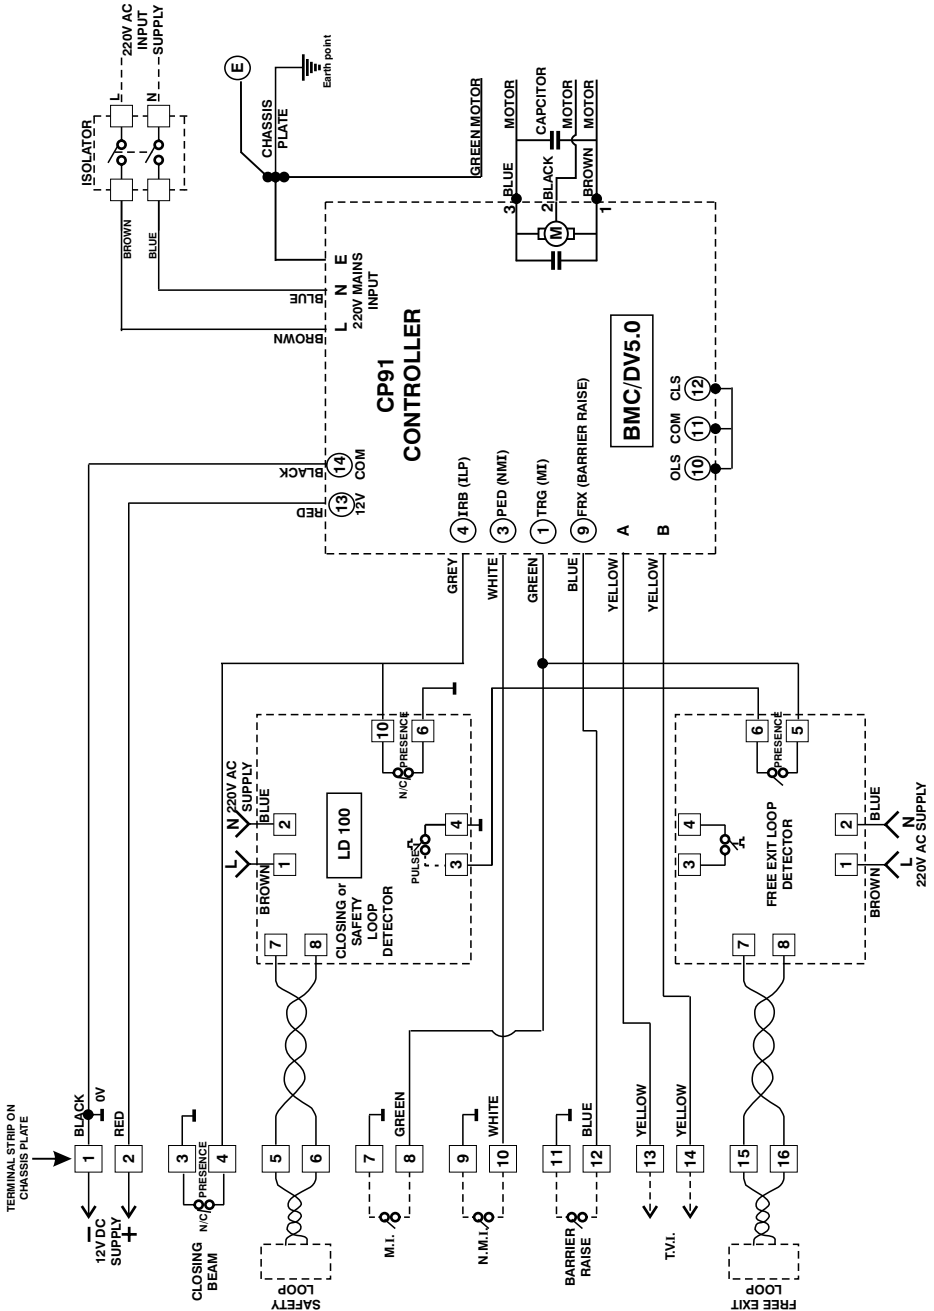 TERMINAL STRIP ON
CHASSIS PLATE
12V DC
SUPPLY
–
+
1
2
BLACK
0V
RED
CLOSING
BEAM
N/C
PRESENCE
3
4
SAFETY
LOOP
5
6
M.I.
7
8
GREEN
N.M.I.
9
10
WHITE
BARRIER
RAISE
11
12
BLUE
T.V.I.
13
14
YELLOW
YELLOW
FREE EXIT
LOOP
15
16
7
8
CLOSING or
SAFETY
LOOP
DETECTOR
LD 100
BROWN
L
1
N
220V AC
SUPPLY
BLUE
2
PULSE
3
4
N/C
PRESENCE
10
6
7
8
FREE EXIT LOOP
DETECTOR
3
4
BROWN
L
1
BLUE
N
2
220V AC SUPPLY
PRESENCE
6
5
GREY
WHITE
GREEN
BLUE
YELLOW
YELLOW
4
IRB (ILP)
3
PED (NMI)
1
TRG (MI)
9
FRX (BARRIER RAISE)
A
B
RED
13
12V
BLACK
14
COM
CP91
CONTROLLER
BMC/DV5.0
10
OLS
11
COM
12
CLS
BROWN
BLUE
L
N
E
220V MAINS
INPUT
BROWN
BLUE
ISOLATOR
L
N
220V AC
INPUT
SUPPLY
E
CHASSIS
PLATE
Earth point
GREEN MOTOR
3
BLUE
MOTOR
CAPCITOR
2
BLACK
MOTOR
M
1
BROWN
MOTOR